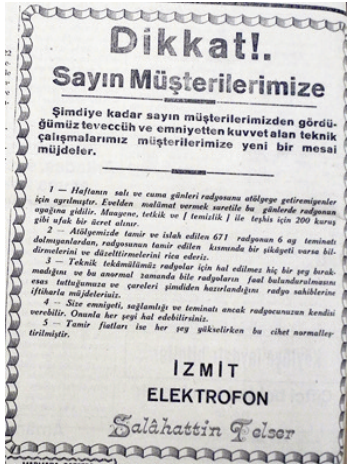 Dikkat!.
Sayın Müşterilerimize
Şimdiye kadar sayın müşterilerimizden gördü-
ğümüz teveccüh ve emniyetten kuvvet alan teknik
çalışmalarımız müşterilerimize yeni bir mesai
müjdeler.
1 — Haftanın salı ve cuma günleri radyosunu atölyeye getiremiyenler
için ayrılmıştır. Evelden malûmat vermek suretile bu günlerde radyonun
ayağına gidilir. Muayene, tetkik ve [ temizlik ] ile teşhis için 200 kuruş
gibi ufak bir ücret alınır.
2 — Atölyemizde tamir ve islah edilen 671 radyonun 6 ay teminatı
dolmıyanlardan, radyosunun tamir edilen kısmında bir şikâyeti varsa bil-
dirmelerini ve düzelttirmelerini rica ederiz.
3 — Teknik tekâmülümüz radyolar için hal edilmez hiç bir şey bırak-
madığını ve bu anormal zamanda bile radyoların faal bulundurulmasını
esas tuttuğumuza ve çareleri şimdiden hazırlandığını radyo sahiblerine
iftiharla müjdeleriz.
4 — Size emniyeti, sağlamlığı ve teminatı ancak radyocunuzun kendisi
verebilir. Onunla her şeyi hal edebilirsiniz.
5 — Tamir fiatları ise her şey yükselirken bu cihet normalleş-
tirilmiştir.
İZMİT
ELEKTROFON
Salâhattin Telser